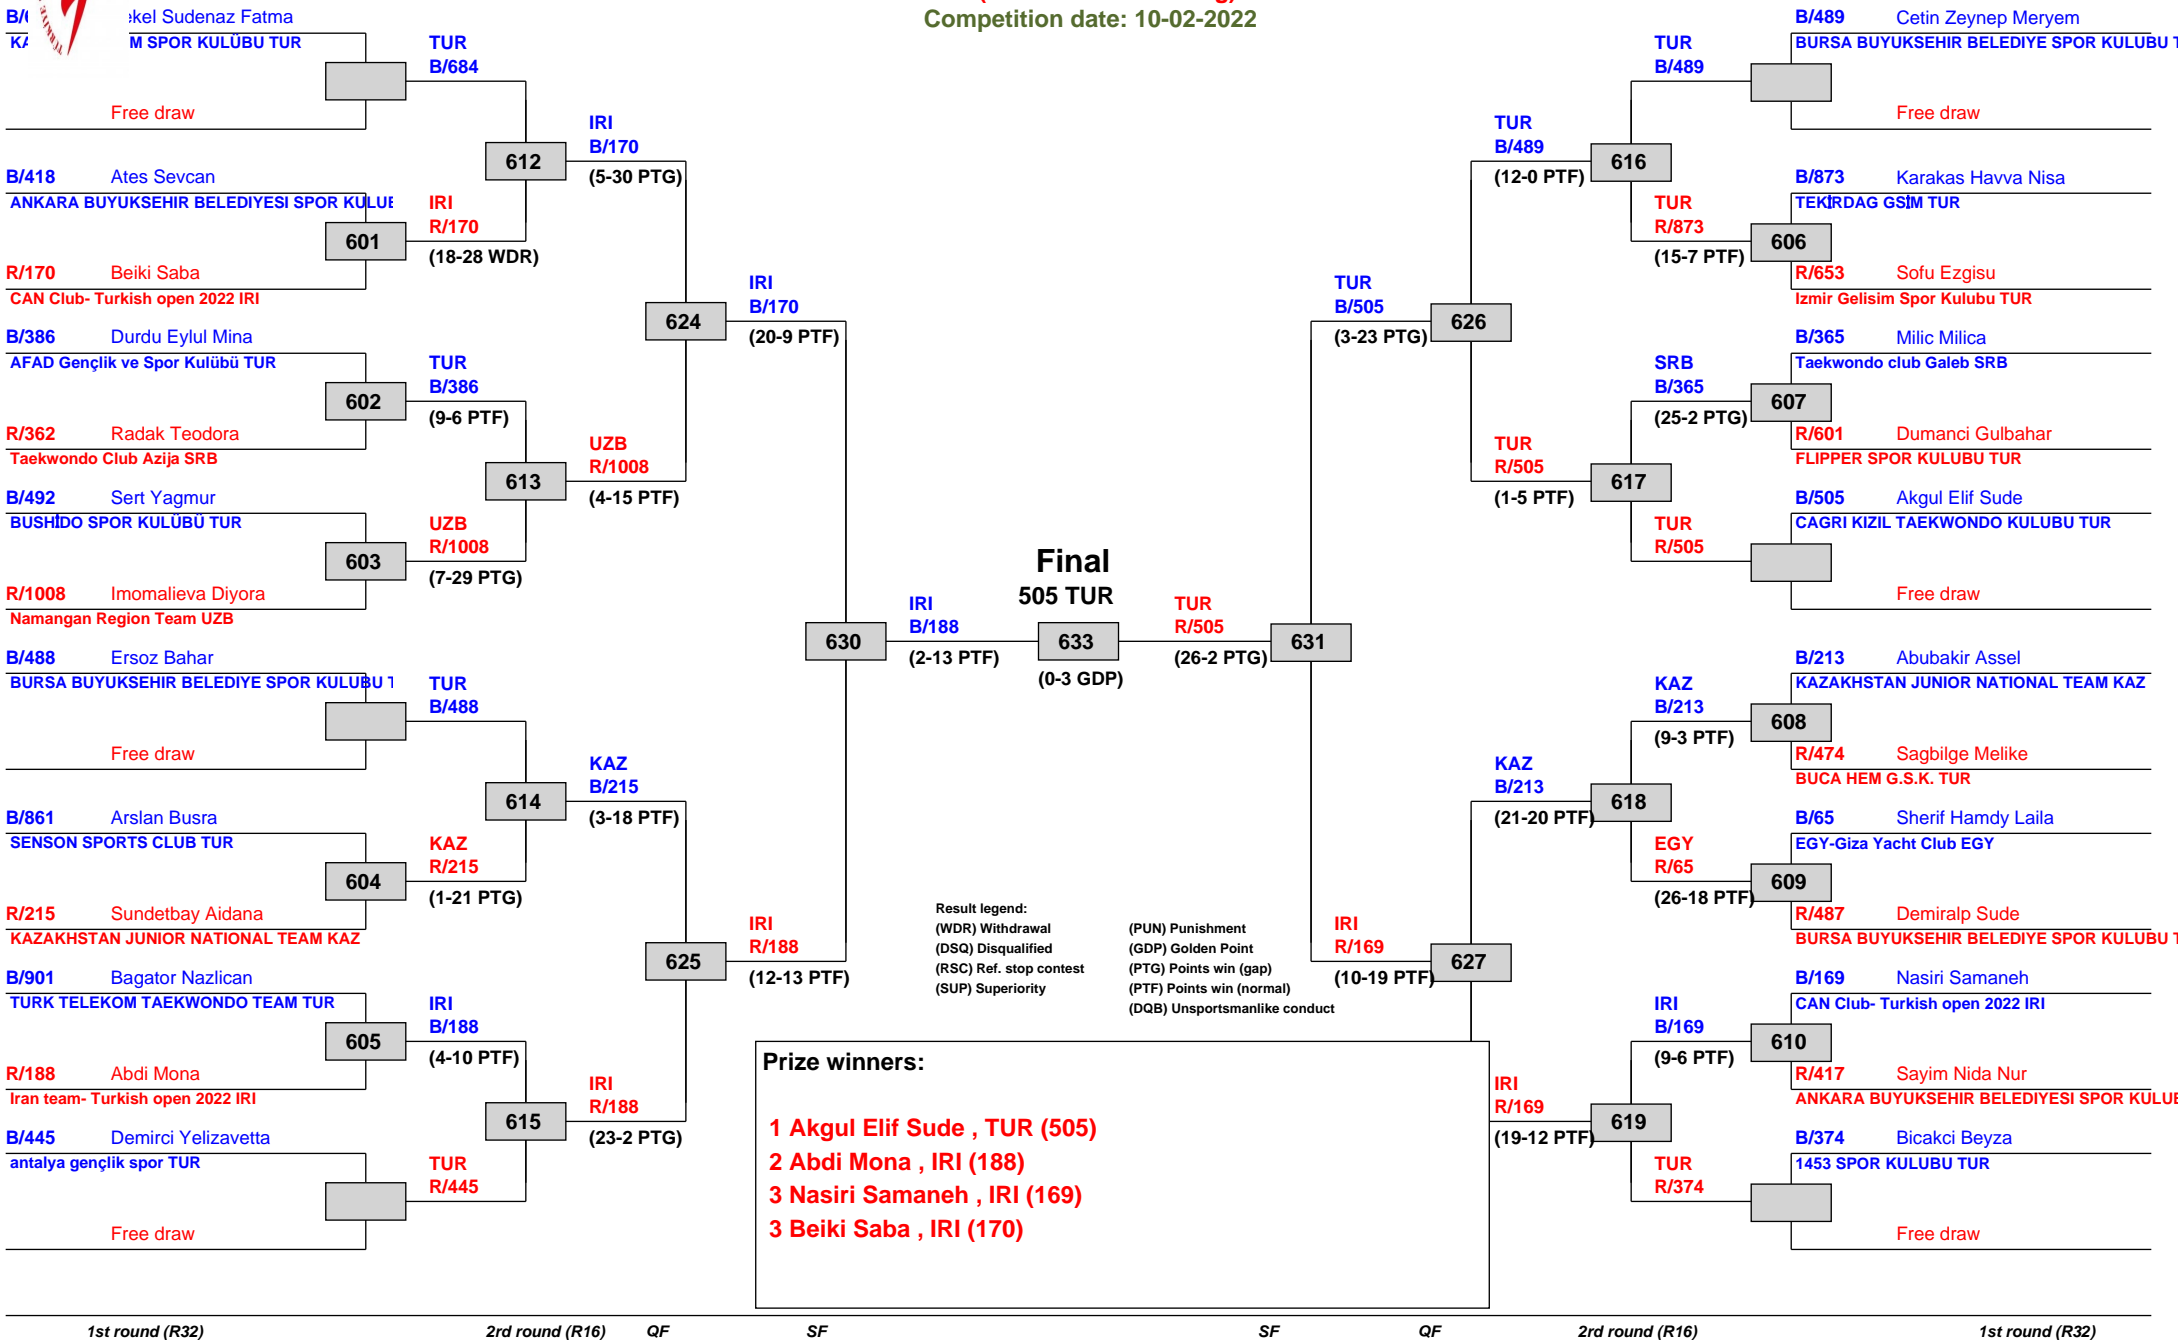 Competition date: 10-02-2022
Sudenaz Fatma
M SPOR KULÜBU TUR
Free draw
TUR
B/684
B/418 Ates Sevcan
ANKARA BUYUKSEHIR BELEDIYESI SPOR
601
R/170 Beiki Saba
CAN Club- Turkish open 2022 IRI
IRI
R/170
(18-28 WDR)
612
IRI
B/170
(5-30 PTG)
B/386 Durdu Eylul Mina
AFAD Gençlik ve Spor Kulübü TUR
602
R/362 Radak Teodora
Taekwondo Club Azija SRB
TUR
B/386
(9-6 PTF)
B/492 Sert Yagmur
BUSHİDO SPOR KULÜBÜ TUR
603
R/1008 Imomalieva Diyora
Namangan Region Team UZB
UZB
R/1008
(7-29 PTG)
613
UZB
R/1008
(4-15 PTF)
624
IRI
B/170
(20-9 PTF)
B/488 Ersoz Bahar
BURSA BUYUKSEHIR BELEDIYE SPOR KULUBU T
Free draw
TUR
B/488
B/861 Arslan Busra
SENSON SPORTS CLUB TUR
604
R/215 Sundetbay Aidana
KAZAKHSTAN JUNIOR NATIONAL TEAM KAZ
KAZ
R/215
(1-21 PTG)
614
KAZ
B/215
(3-18 PTF)
B/901 Bagator Nazlican
TURK TELEKOM TAEKWONDO TEAM TUR
605
R/188 Abdi Mona
Iran team- Turkish open 2022 IRI
IRI
B/188
(4-10 PTF)
B/445 Demirci Yelizavetta
antalya gençlik spor TUR
Free draw
TUR
R/445
615
IRI
R/188
(23-2 PTG)
625
IRI
R/188
(12-13 PTF)
630
IRI
B/188
(2-13 PTF)
Final
505 TUR
633
(0-3 GDP)
TUR
R/505
(26-2 PTG)
631
TUR
B/505
(3-23 PTG)
626
TUR
B/489
(12-0 PTF)
616
TUR
B/489
B/489 Cetin Zeynep Meryem
BURSA BUYUKSEHIR BELEDIYE SPOR KULUBU T
Free draw
TUR
R/873
(15-7 PTF)
606
B/873 Karakas Havva Nisa
TEKİRDAG GSİM TUR
R/653 Sofu Ezgisu
Izmir Gelisim Spor Kulubu TUR
TUR
R/505
(1-5 PTF)
617
SRB
B/365
(25-2 PTG)
607
B/365 Milic Milica
Taekwondo club Galeb SRB
R/601 Dumanci Gulbahar
FLIPPER SPOR KULUBU TUR
TUR
R/505
B/505 Akgul Elif Sude
CAGRI KIZIL TAEKWONDO KULUBU TUR
Free draw
IRI
R/169
(10-19 PTF)
627
KAZ
B/213
(21-20 PTF)
618
KAZ
B/213
(9-3 PTF)
608
B/213 Abubakir Assel
KAZAKHSTAN JUNIOR NATIONAL TEAM KAZ
R/474 Sagbilge Melike
BUCA HEM G.S.K. TUR
EGY
R/65
(26-18 PTF)
609
B/65 Sherif Hamdy Laila
EGY-Giza Yacht Club EGY
R/487 Demiralp Sude
BURSA BUYUKSEHIR BELEDIYE SPOR KULUBU T
IRI
R/169
(19-12 PTF)
619
IRI
B/169
(9-6 PTF)
610
B/169 Nasiri Samaneh
CAN Club- Turkish open 2022 IRI
R/417 Sayim Nida Nur
ANKARA BUYUKSEHIR BELEDIYESI SPOR
TUR
R/374
B/374 Bicakci Beyza
1453 SPOR KULUBU TUR
Free draw
Result legend:
(WDR) Withdrawal
(DSQ) Disqualified
(RSC) Ref. stop contest
(SUP) Superiority
(PUN) Punishment
(GDP) Golden Point
(PTG) Points win (gap)
(PTF) Points win (normal)
(DQB) Unsportsmanlike conduct
Prize winners:
1 Akgul Elif Sude , TUR (505)
2 Abdi Mona , IRI (188)
3 Nasiri Samaneh , IRI (169)
3 Beiki Saba , IRI (170)
1st round (R32) 2rd round (R16) QF SF SF QF 2rd round (R16) 1st round (R32)